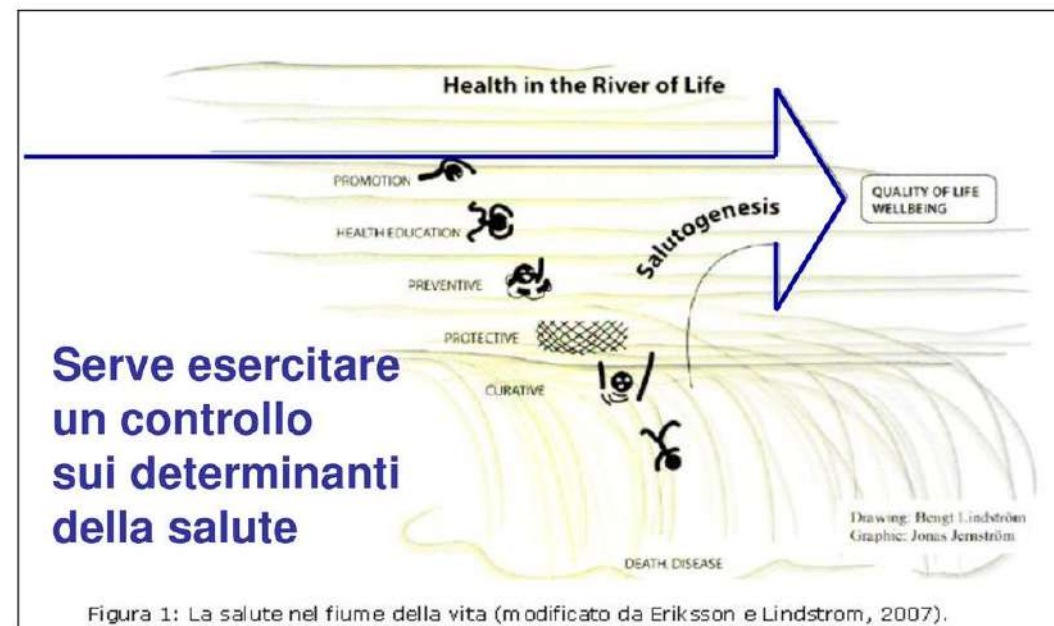 Health in the River of Life
PROMOTION
QUALITY OF LIFE
WELLBEING
Salutogenesis
HEALTH EDUCATION
PREVENTIVE
PROTECTIVE
Serve esercitare
un controllo
sui determinanti
della salute
CURATIVE
Drawing: Bengt Lindström
Graphic: Jonas Jernström
DEATH, DISEASE
Figura 1: La salute nel fiume della vita (modificato da Eriksson e Lindstrom, 2007).